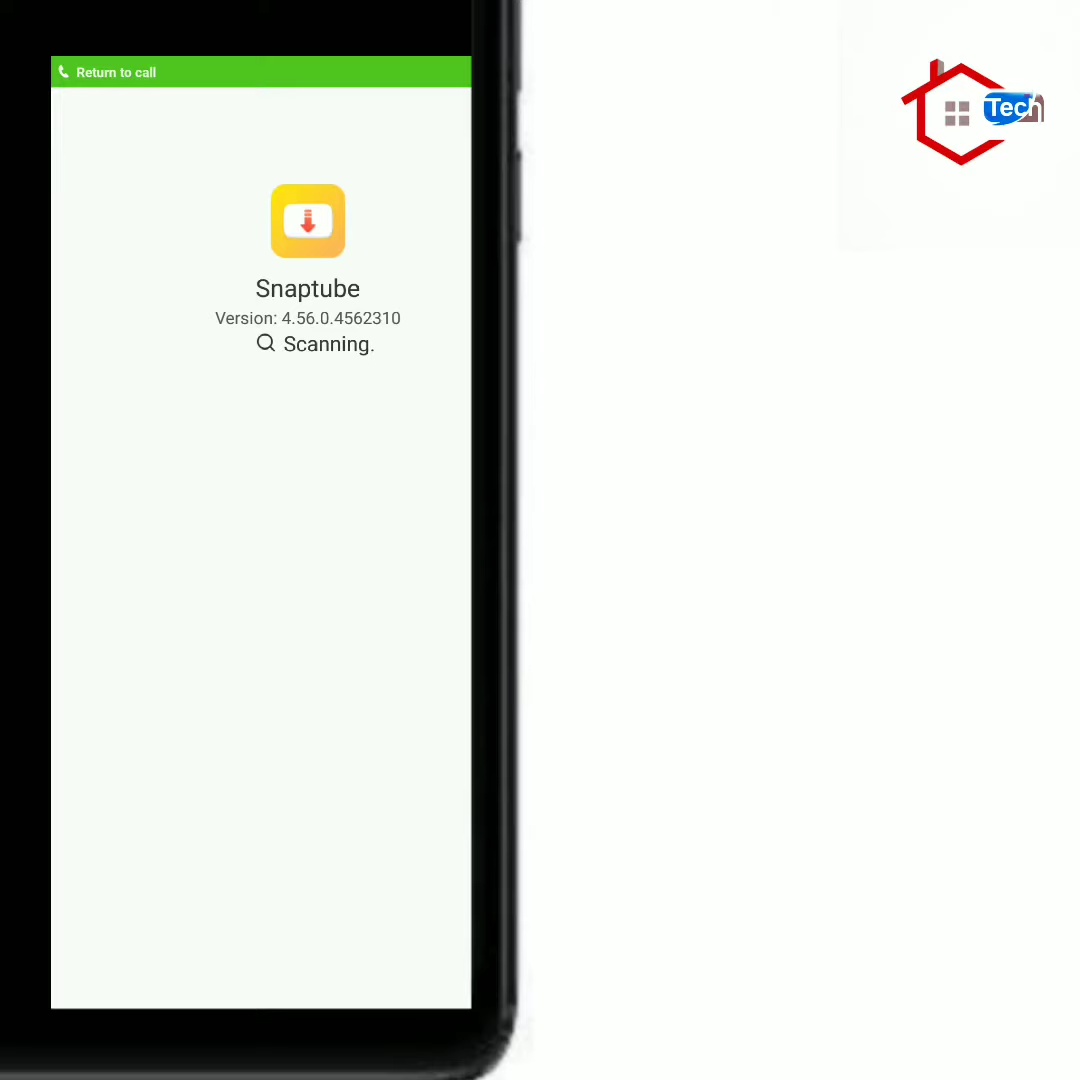 Return to call
Tech
Snaptube
Version: 4.56.0.4562310
Scanning.